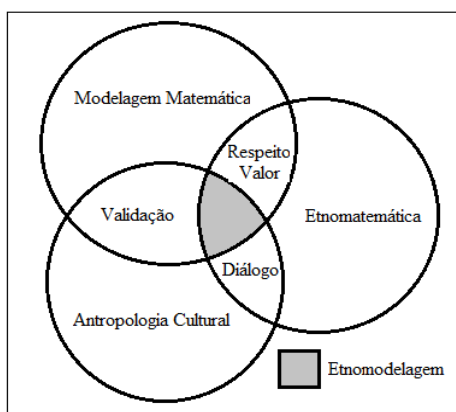 Modelagem Matemática
Respeito
Valor
Validação
Etnomatemática
Diálogo
Antropologia Cultural
Etnomodelagem